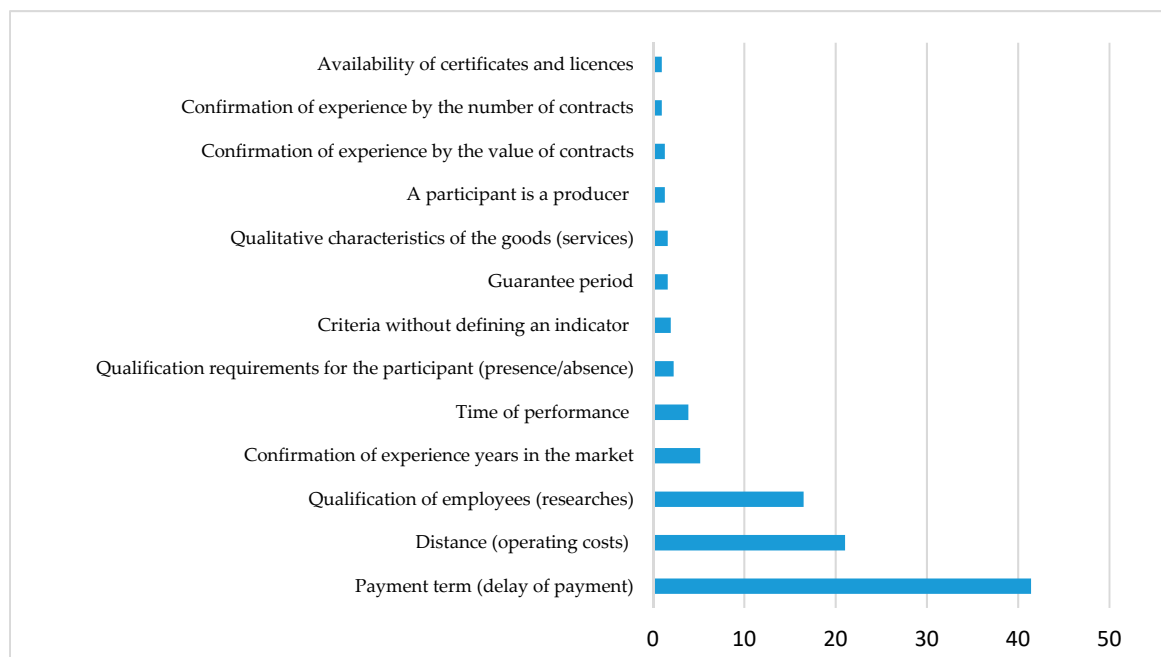 Availability of certificates and licences
Confirmation of experience by the number of contracts
Confirmation of experience by the value of contracts
A participant is a producer
Qualitative characteristics of the goods (services)
Guarantee period
Criteria without defining an indicator
Qualification requirements for the participant (presence/absence)
Time of performance
Confirmation of experience years in the market
Qualification of employees (researches)
Distance (operating costs)
Payment term (delay of payment)
0 10 20 30 40 50